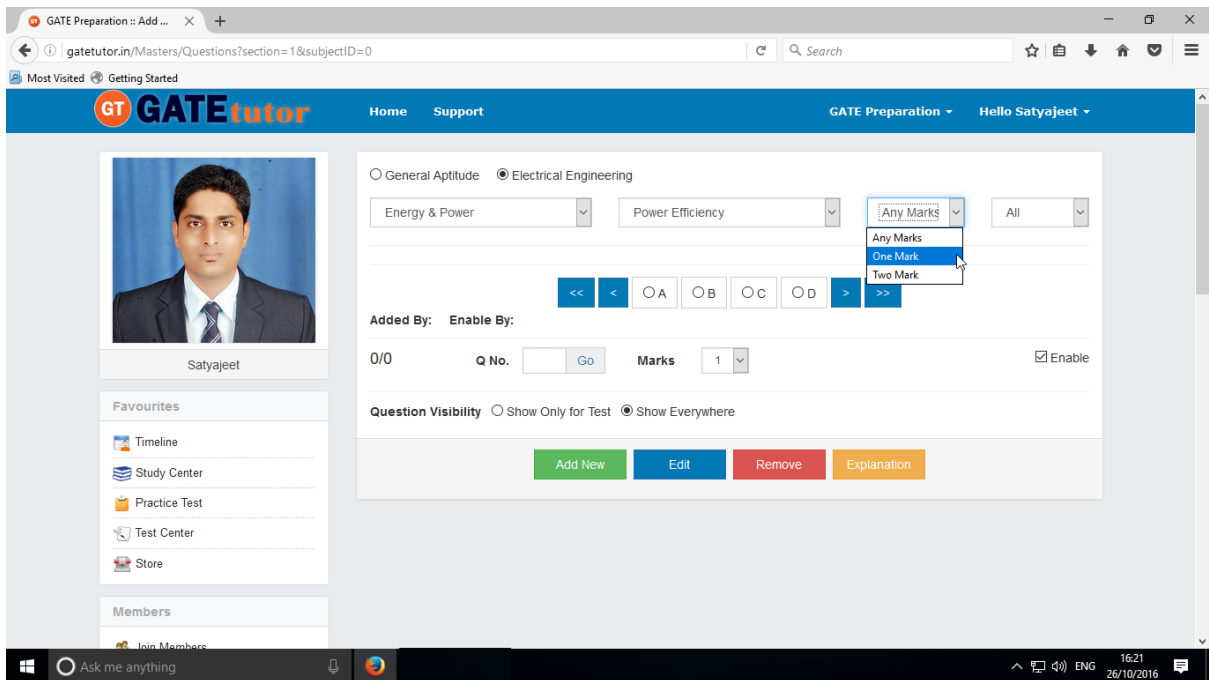 GATE Preparation :: Add ...
gatetutor.in/Masters/Questions?section=1&subjectID=0
Search
Most Visited Getting Started
GT GATEtutor Home Support GATE Preparation Hello Satyajeet
General Aptitude Electrical Engineering
Energy & Power Power Efficiency Any Marks All
Any Marks
One Mark
Two Mark
<< < A B C D > >>
Added By: Enable By:
0/0 Q No. Go Marks 1 Enable
Question Visibility Show Only for Test Show Everywhere
Add New Edit Remove Explanation
Satyajeet
Favourites
Timeline
Study Center
Practice Test
Test Center
Store
Members
Join Members
Ask me anything
ENG
16:21
26/10/2016